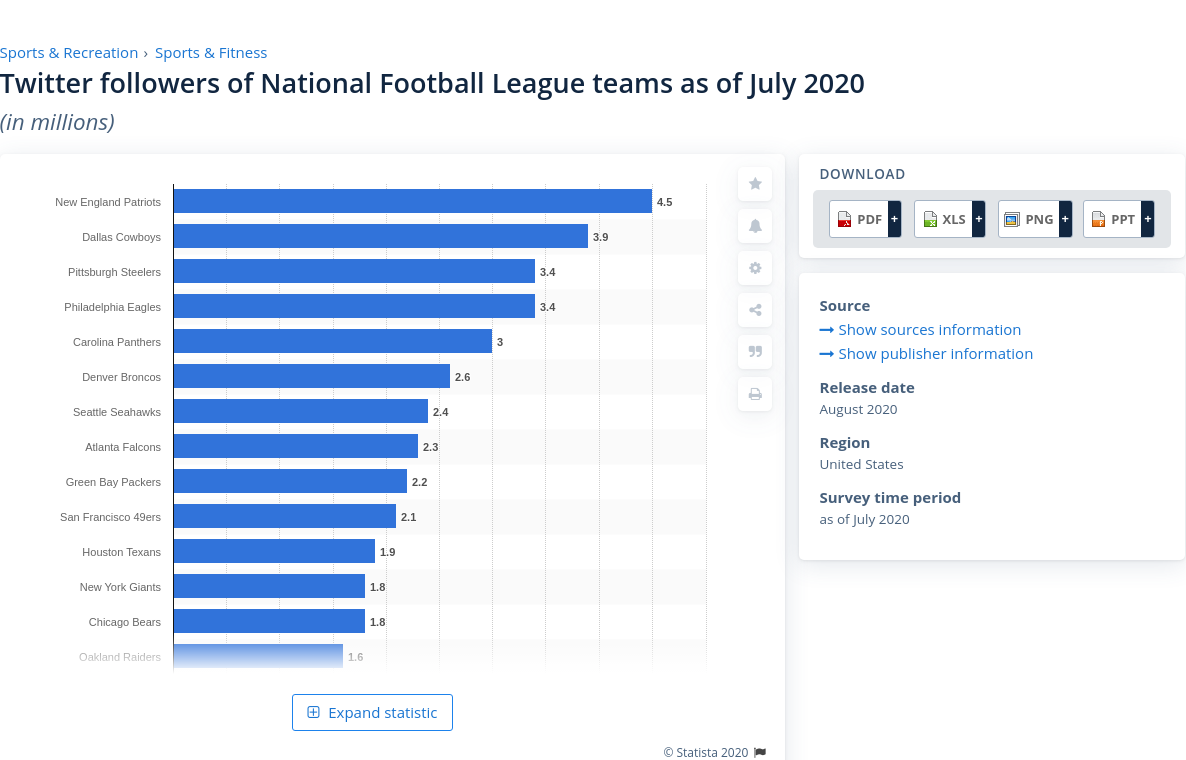 Sports & Recreation › Sports & Fitness
Twitter followers of National Football League teams as of July 2020
(in millions)
New England Patriots 4.5
Dallas Cowboys 3.9
Pittsburgh Steelers 3.4
Philadelphia Eagles 3.4
Carolina Panthers 3
Denver Broncos 2.6
Seattle Seahawks 2.4
Atlanta Falcons 2.3
Green Bay Packers 2.2
San Francisco 49ers 2.1
Houston Texans 1.9
New York Giants 1.8
Chicago Bears 1.8
Oakland Raiders 1.6
Expand statistic
© Statista 2020
DOWNLOAD
PDF + XLS + PNG + PPT +
Source
Show sources information
Show publisher information
Release date
August 2020
Region
United States
Survey time period
as of July 2020